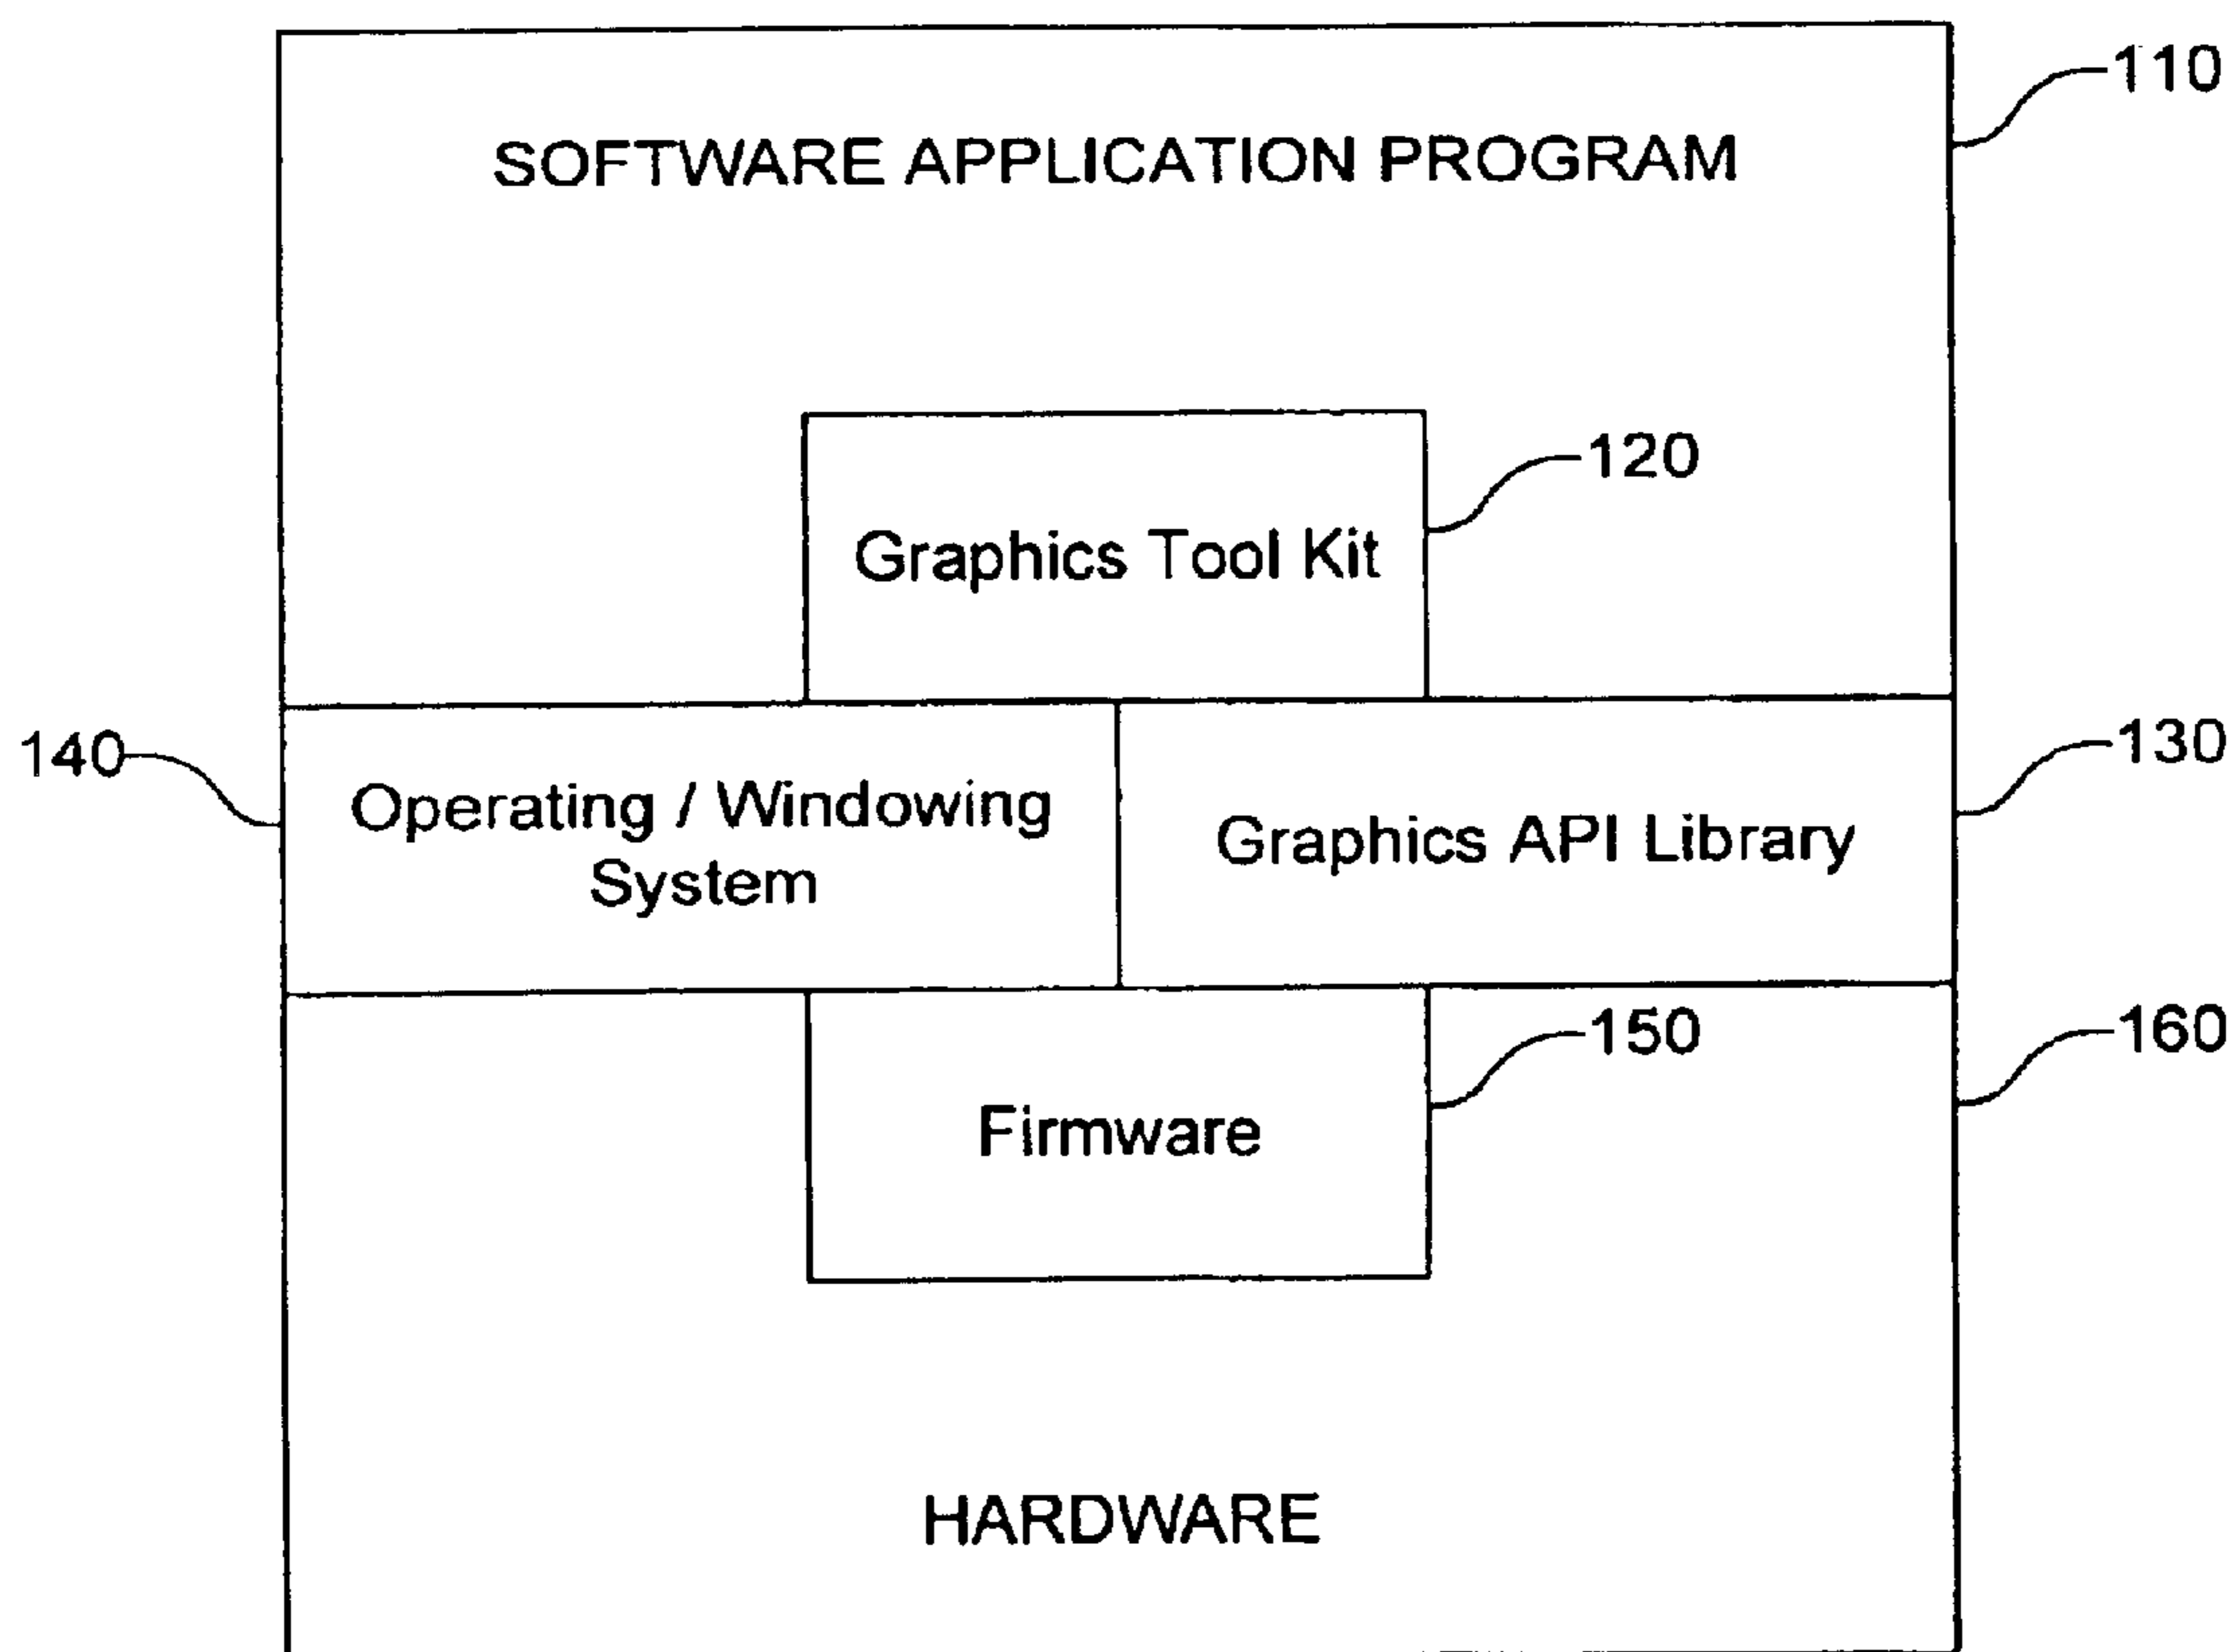 110
SOFTWARE APPLICATION PROGRAM
120
Graphics Tool Kit
140
130
Operating / Windowing
System
Graphics API Library
150
160
Firmware
HARDWARE